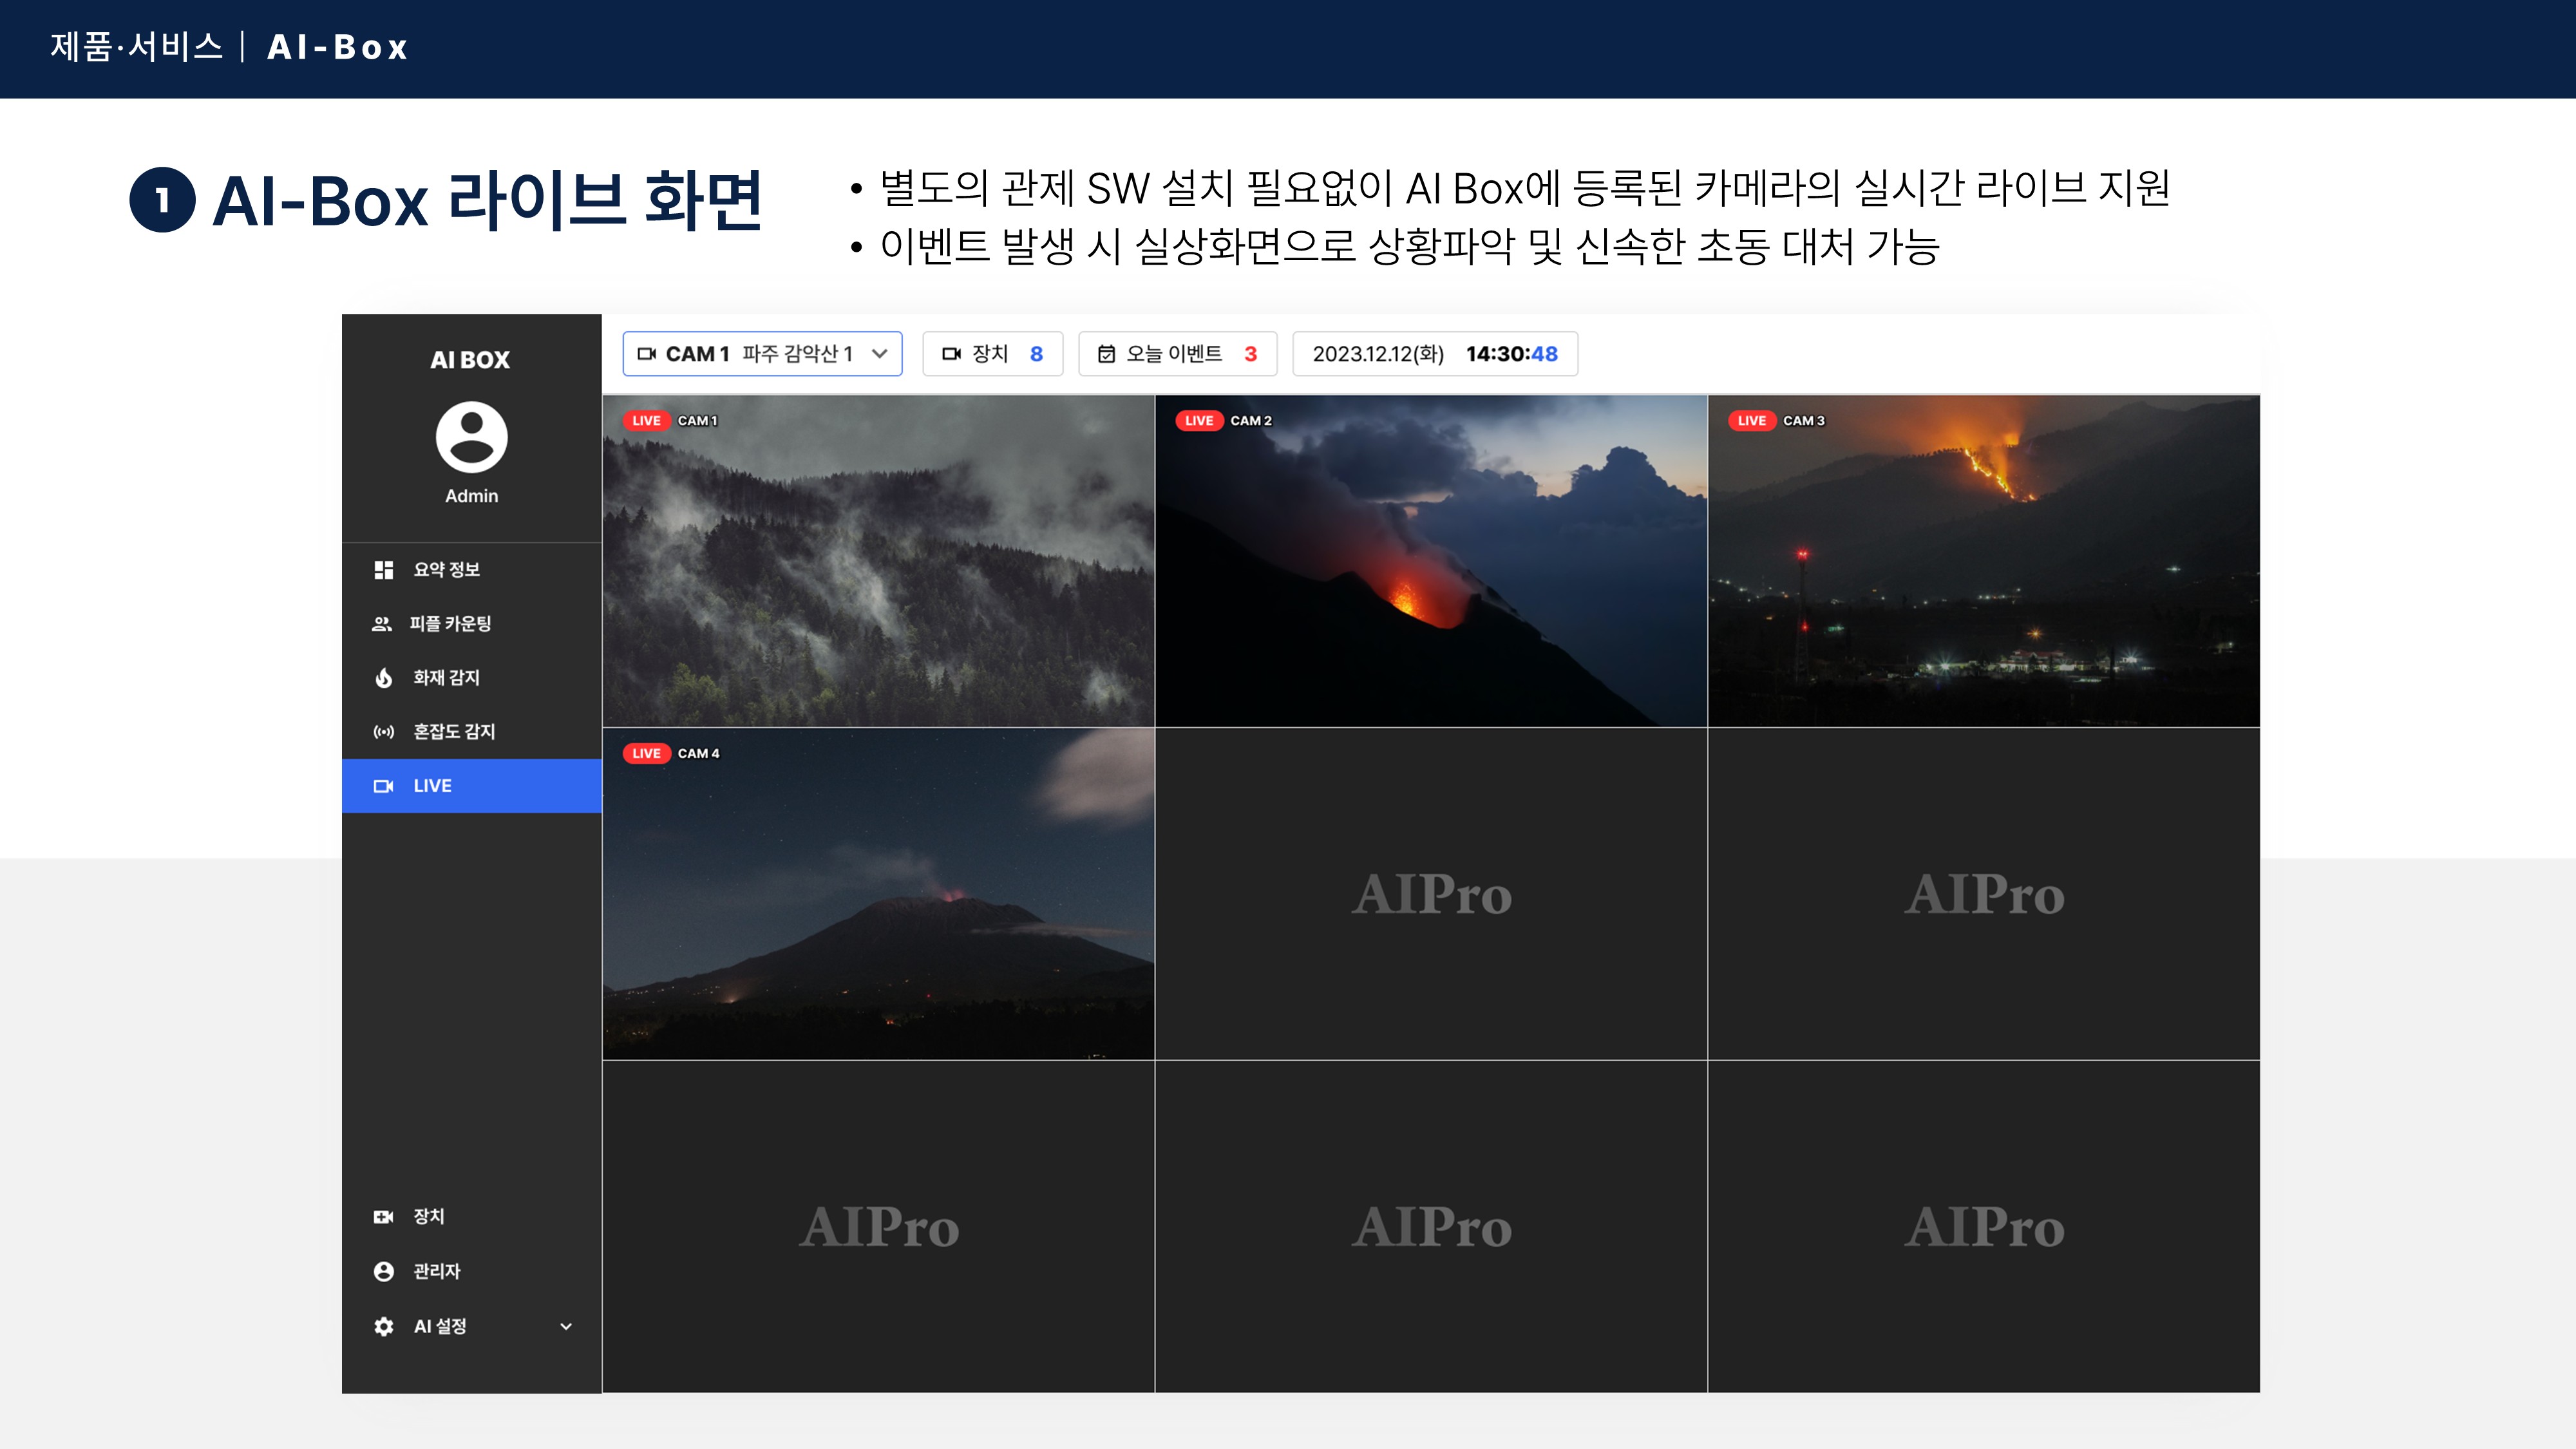 제품·서비스 | AI-Box
1 AI-Box 라이브 화면
• 별도의 관제 SW 설치 필요없이 AI Box에 등록된 카메라의 실시간 라이브 지원
• 이벤트 발생 시 실상화면으로 상황파악 및 신속한 초동 대처 가능
AI BOX
Admin
요약 정보
피플 카운팅
화재 감지
혼잡도 감지
LIVE
장치
관리자
AI 설정
CAM 1 파주 감악산 1
장치 8
오늘 이벤트 3
2023.12.12(화) 14:30:48
LIVE CAM 1
LIVE CAM 2
LIVE CAM 3
LIVE CAM 4
AIPro
AIPro
AIPro
AIPro
AIPro